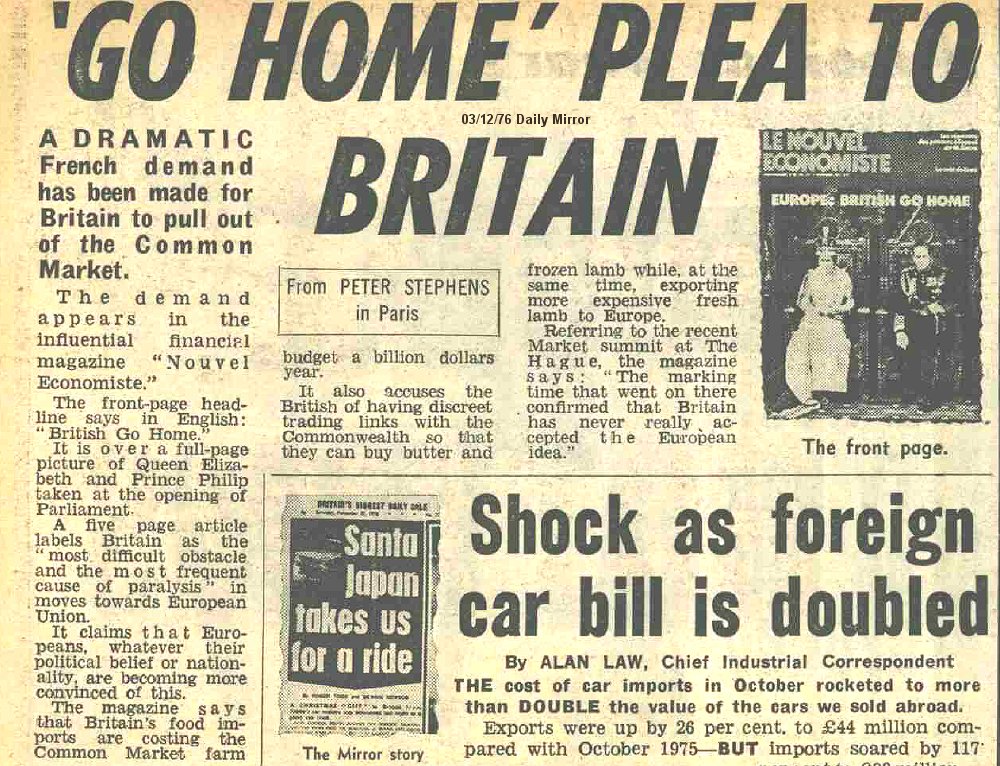 'GO HOME' PLEA TO
BRITAIN
03/12/76 Daily Mirror
A DRAMATIC
French demand
has been made for
Britain to pull out
of the Common
Market.
The demand
appears in the
influential financial
magazine "Nouvel
Economiste."
The front-page head-
line says in English:
"British Go Home."
It is over a full-page
picture of Queen Eliza-
beth and Prince Philip
taken at the opening of
Parliament.
A five page article
labels Britain as the
"most difficult obstacle
and the most frequent
cause of paralysis" in
moves towards European
Union.
It claims that Euro-
peans, whatever their
political belief or nation-
ality, are becoming more
convinced of this.
The magazine says
that Britain's food im-
ports are costing the
Common Market farm
From PETER STEPHENS
in Paris
budget a billion dollars
year.
It also accuses the
British of having discreet
trading links with the
Commonwealth so that
they can buy butter and
frozen lamb while, at the
same time, exporting
more expensive fresh
lamb to Europe.
Referring to the recent
Market summit at The
Hague, the magazine
says: "The marking
time that went on there
confirmed that Britain
has never really ac-
cepted the European
idea."
LE NOUVEL
ECONOMISTE
EUROPE: BRITISH GO HOME
The front page.
BRITAIN'S BIGGEST DAILY SALE
Santa
Japan
takes us
for a ride
The Mirror story
Shock as foreign
car bill is doubled
By ALAN LAW, Chief Industrial Correspondent
THE cost of car imports in October rocketed to more
than DOUBLE the value of the cars we sold abroad.
Exports were up by 26 per cent. to £44 million com-
pared with October 1975—BUT imports soared by 117